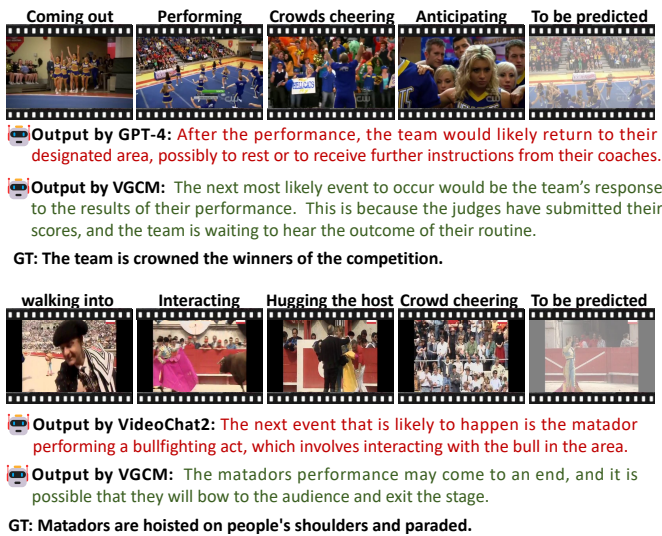 Coming out Performing Crowds cheering Anticipating To be predicted
Output by GPT-4: After the performance, the team would likely return to their
designated area, possibly to rest or to receive further instructions from their coaches.
Output by VGCM: The next most likely event to occur would be the team's response
to the results of their performance. This is because the judges have submitted their
scores, and the team is waiting to hear the outcome of their routine.
GT: The team is crowned the winners of the competition.
walking into Interacting Hugging the host Crowd cheering To be predicted
Output by VideoChat2: The next event that is likely to happen is the matador
performing a bullfighting act, which involves interacting with the bull in the area.
Output by VGCM: The matadors performance may come to an end, and it is
possible that they will bow to the audience and exit the stage.
GT: Matadors are hoisted on people's shoulders and paraded.